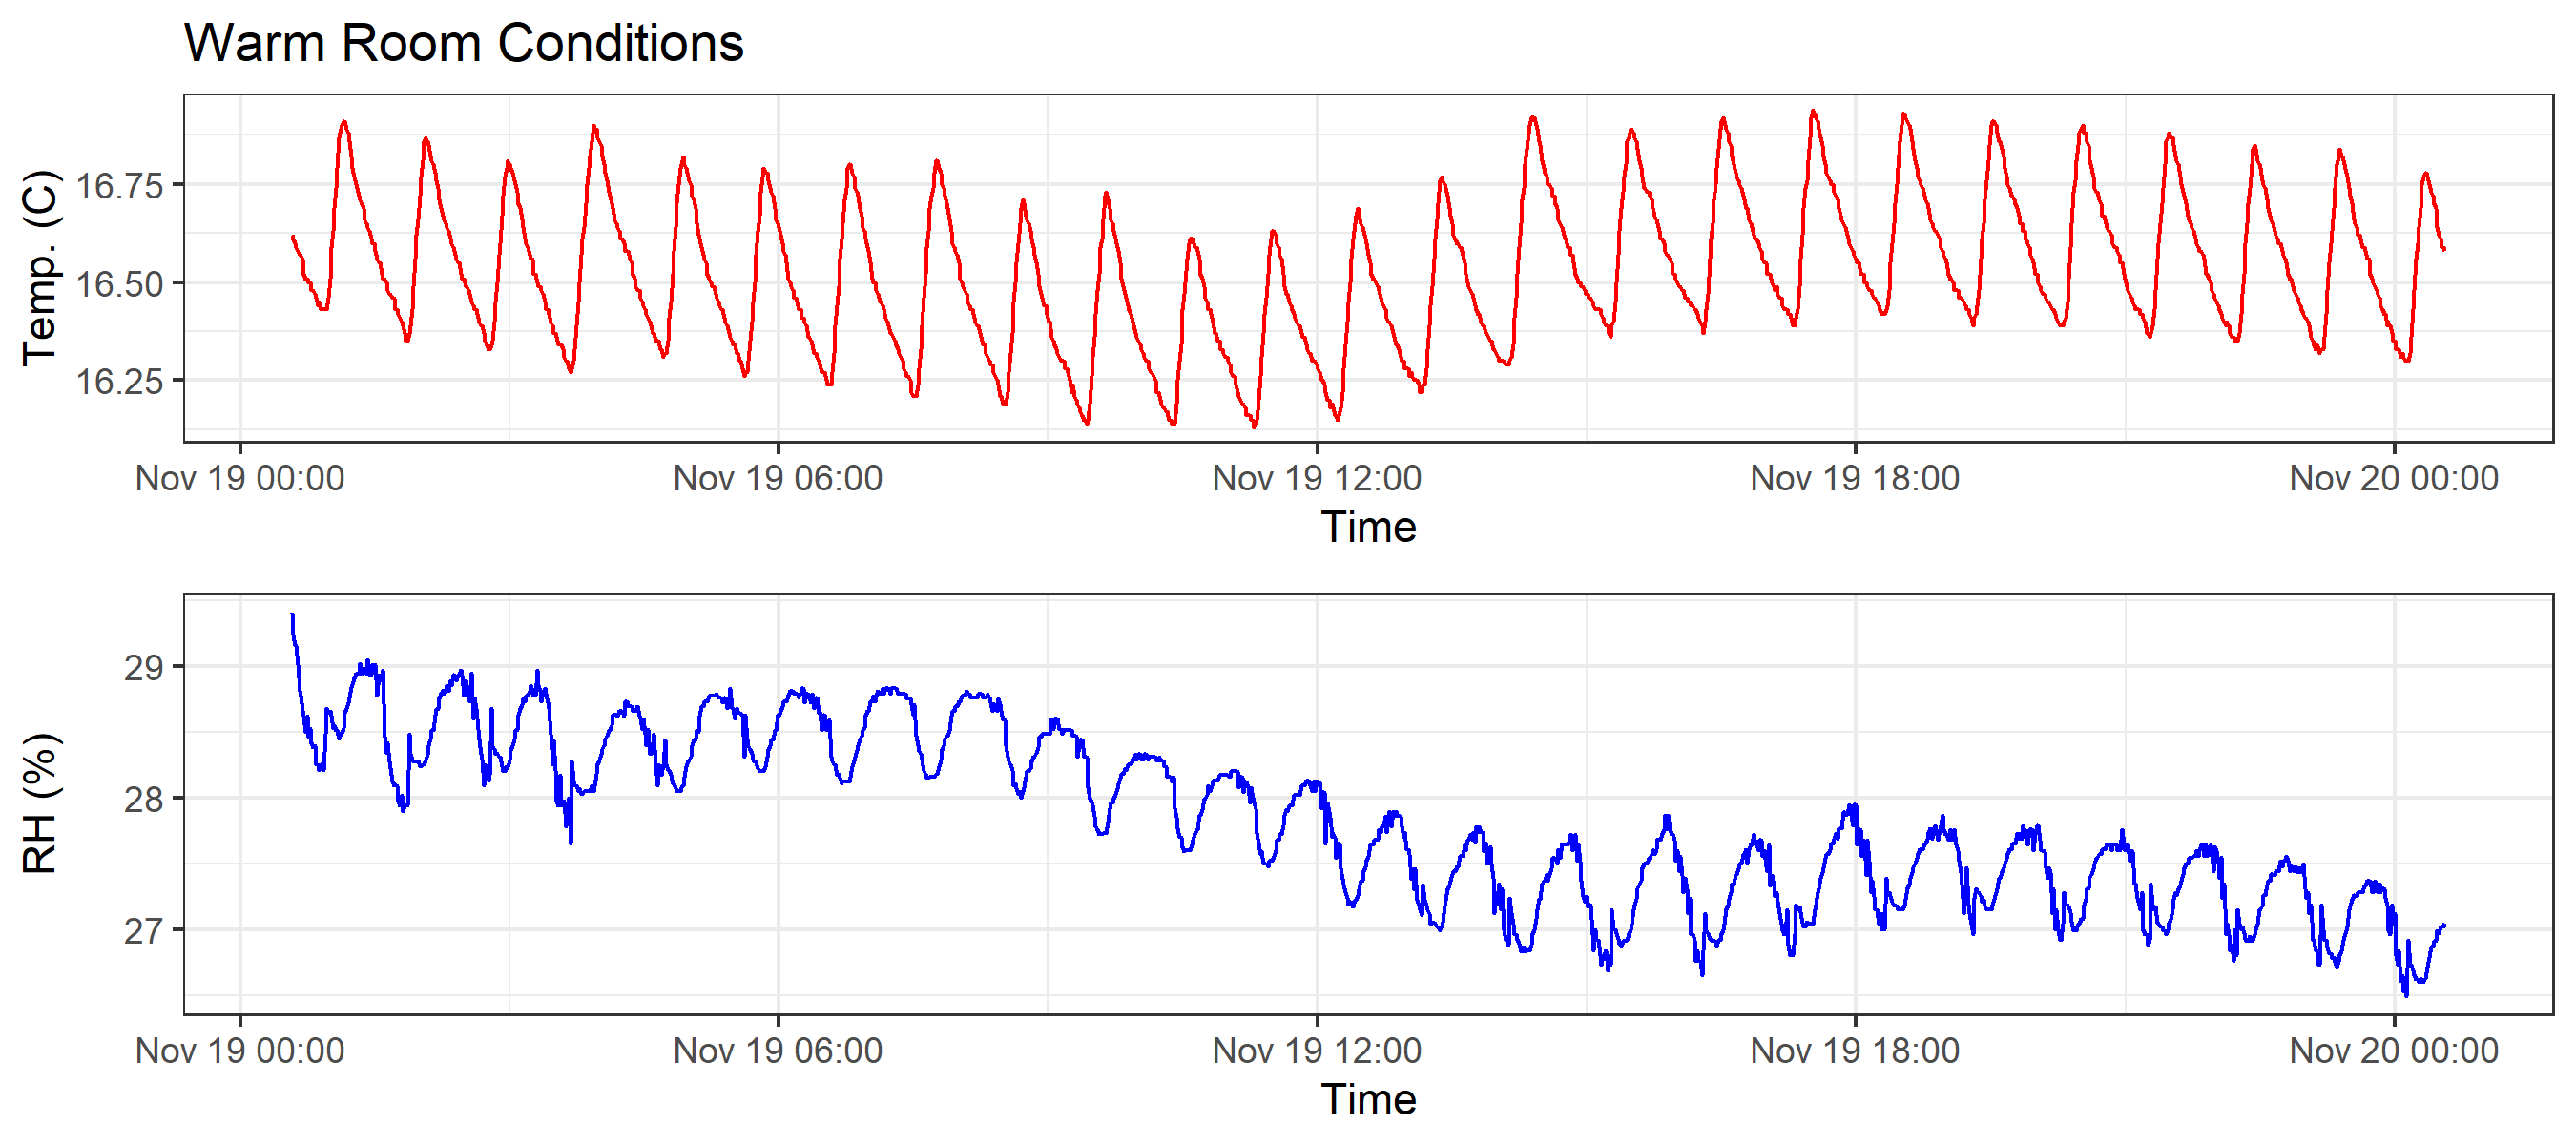 Warm Room Conditions
Temp. (C)
16.75
16.50
16.25
Nov 19 00:00 Nov 19 06:00 Nov 19 12:00 Nov 19 18:00 Nov 20 00:00
Time
RH (%)
29
28
27
Nov 19 00:00 Nov 19 06:00 Nov 19 12:00 Nov 19 18:00 Nov 20 00:00
Time